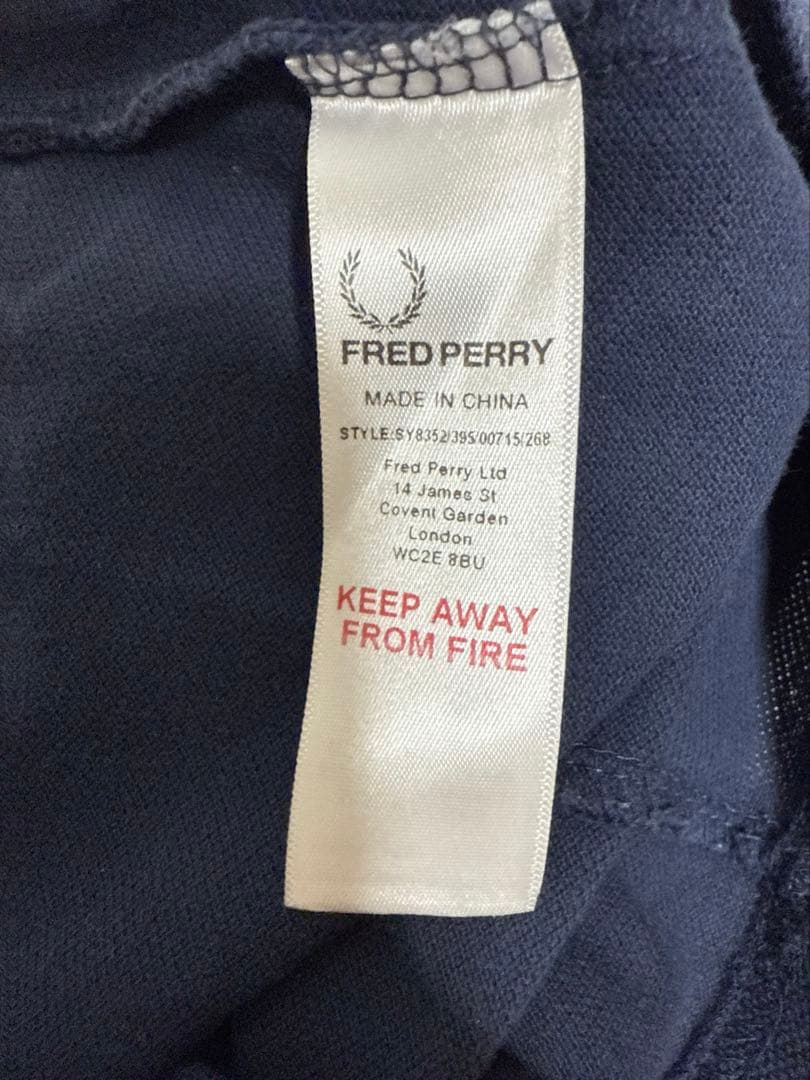 FRED PERRY
MADE IN CHINA
STYLE:SY8352/395/00715/268
Fred Perry Ltd
14 James St
Covent Garden
London
WC2E 8BU
KEEP AWAY
FROM FIRE